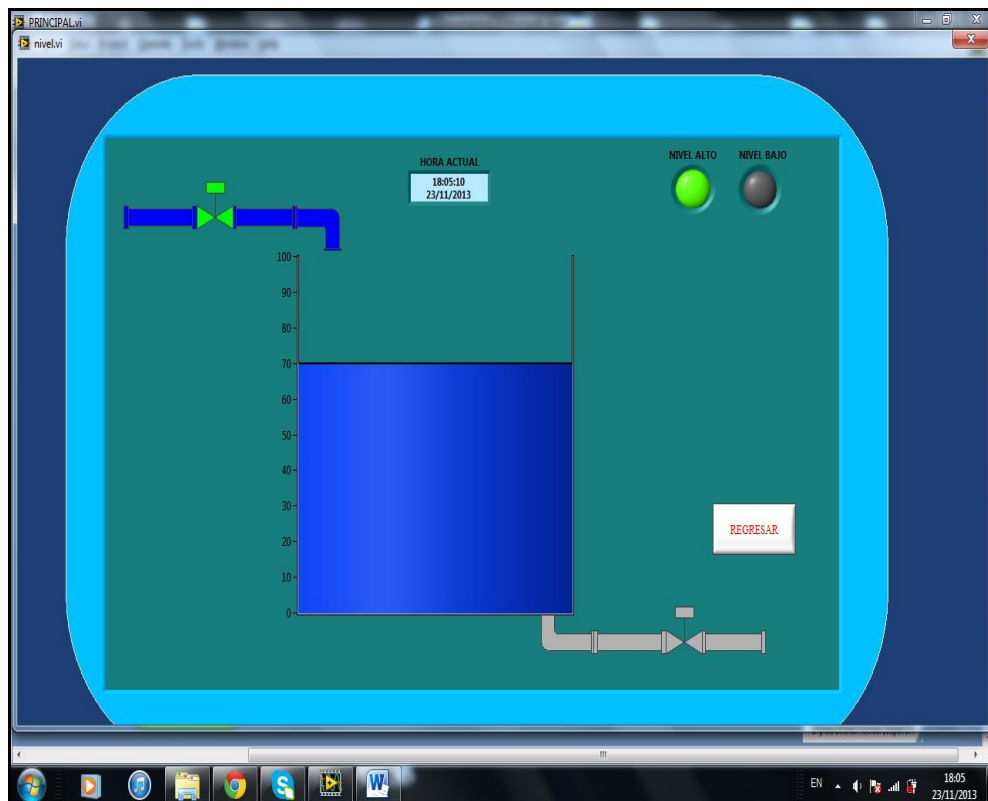 PRINCIPAL.vi
nivel.vi
HORA ACTUAL
18:05:10
23/11/2013
NIVEL ALTO
NIVEL BAJO
100
90
80
70
60
50
40
30
20
10
0
REGRESAR
EN
18:05
23/11/2013